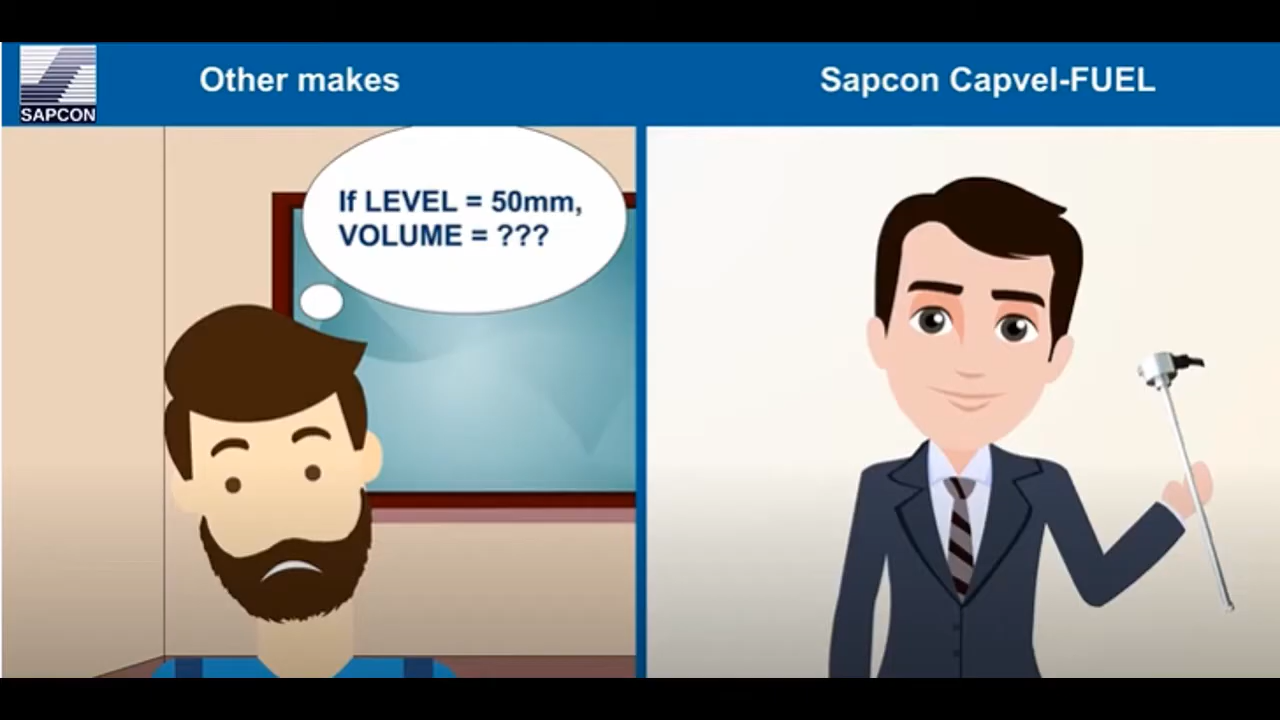 SAPCON
Other makes
Sapcon Capvel-FUEL
If LEVEL = 50mm,
VOLUME = ???